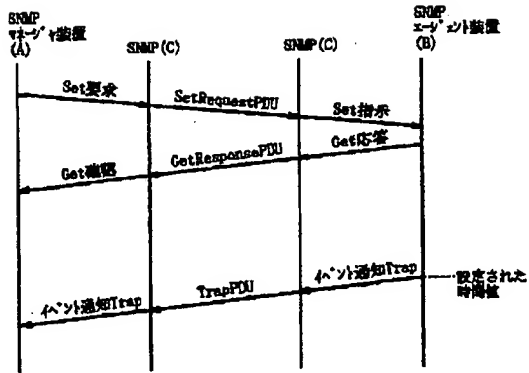 SNMP
マネージャ装置
(A)
SNMP(C)
SNMP(C)
SNMP
エージェント装置
(B)
Set要求
SetRequestPDU
Set指示
Get応答
GetResponsePDU
Get確認
イベント通知Trap
TrapPDU
イベント通知Trap
設定された
時間値